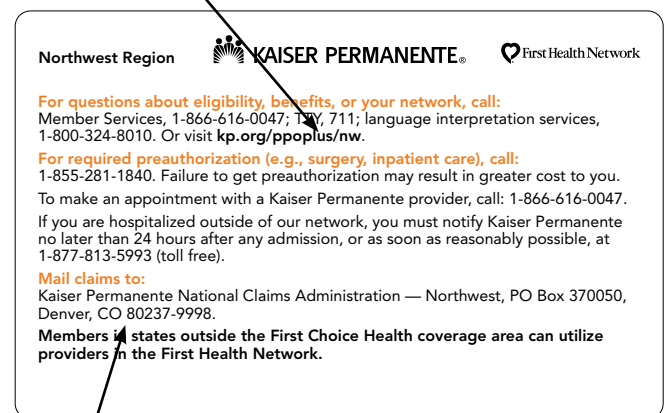 Northwest Region KAISER PERMANENTE® First Health Network
For questions about eligibility, benefits, or your network, call:
Member Services, 1-866-616-0047; TTY, 711; language interpretation services,
1-800-324-8010. Or visit kp.org/ppoplus/nw.
For required preauthorization (e.g., surgery, inpatient care), call:
1-855-281-1840. Failure to get preauthorization may result in greater cost to you.
To make an appointment with a Kaiser Permanente provider, call: 1-866-616-0047.
If you are hospitalized outside of our network, you must notify Kaiser Permanente
no later than 24 hours after any admission, or as soon as reasonably possible, at
1-877-813-5993 (toll free).
Mail claims to:
Kaiser Permanente National Claims Administration — Northwest, PO Box 370050,
Denver, CO 80237-9998.
Members in states outside the First Choice Health coverage area can utilize
providers in the First Health Network.